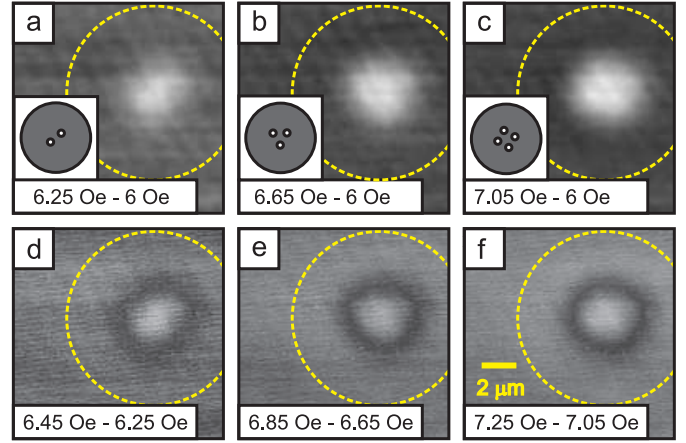 a
b
c
6.25 Oe - 6 Oe
6.65 Oe - 6 Oe
7.05 Oe - 6 Oe
d
e
f
2 μm
6.45 Oe - 6.25 Oe
6.85 Oe - 6.65 Oe
7.25 Oe - 7.05 Oe